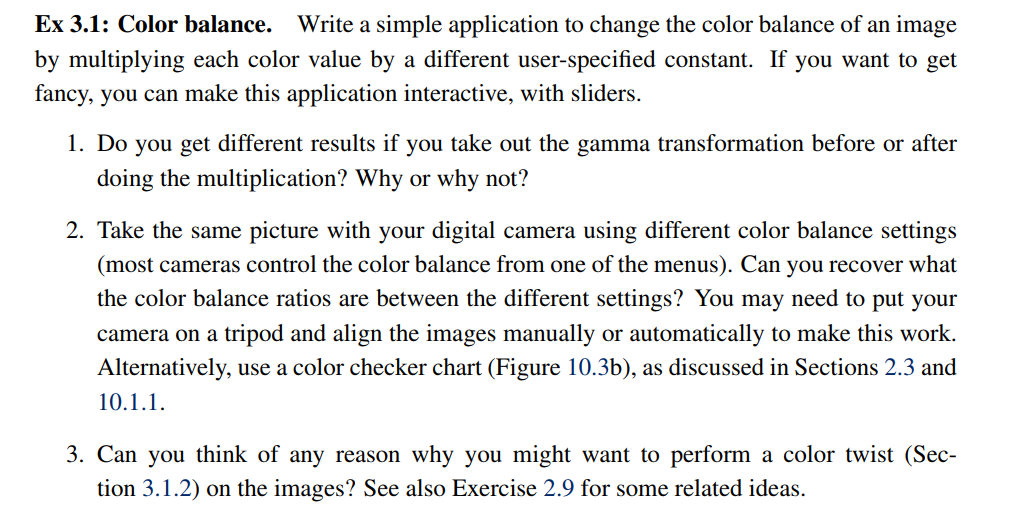 Ex 3.1: Color balance. Write a simple application to change the color balance of an image
by multiplying each color value by a different user-specified constant. If you want to get
fancy, you can make this application interactive, with sliders.
1. Do you get different results if you take out the gamma transformation before or after
doing the multiplication? Why or why not?
2. Take the same picture with your digital camera using different color balance settings
(most cameras control the color balance from one of the menus). Can you recover what
the color balance ratios are between the different settings? You may need to put your
camera on a tripod and align the images manually or automatically to make this work.
Alternatively, use a color checker chart (Figure 10.3b), as discussed in Sections 2.3 and
10.1.1.
3. Can you think of any reason why you might want to perform a color twist (Sec-
tion 3.1.2) on the images? See also Exercise 2.9 for some related ideas.